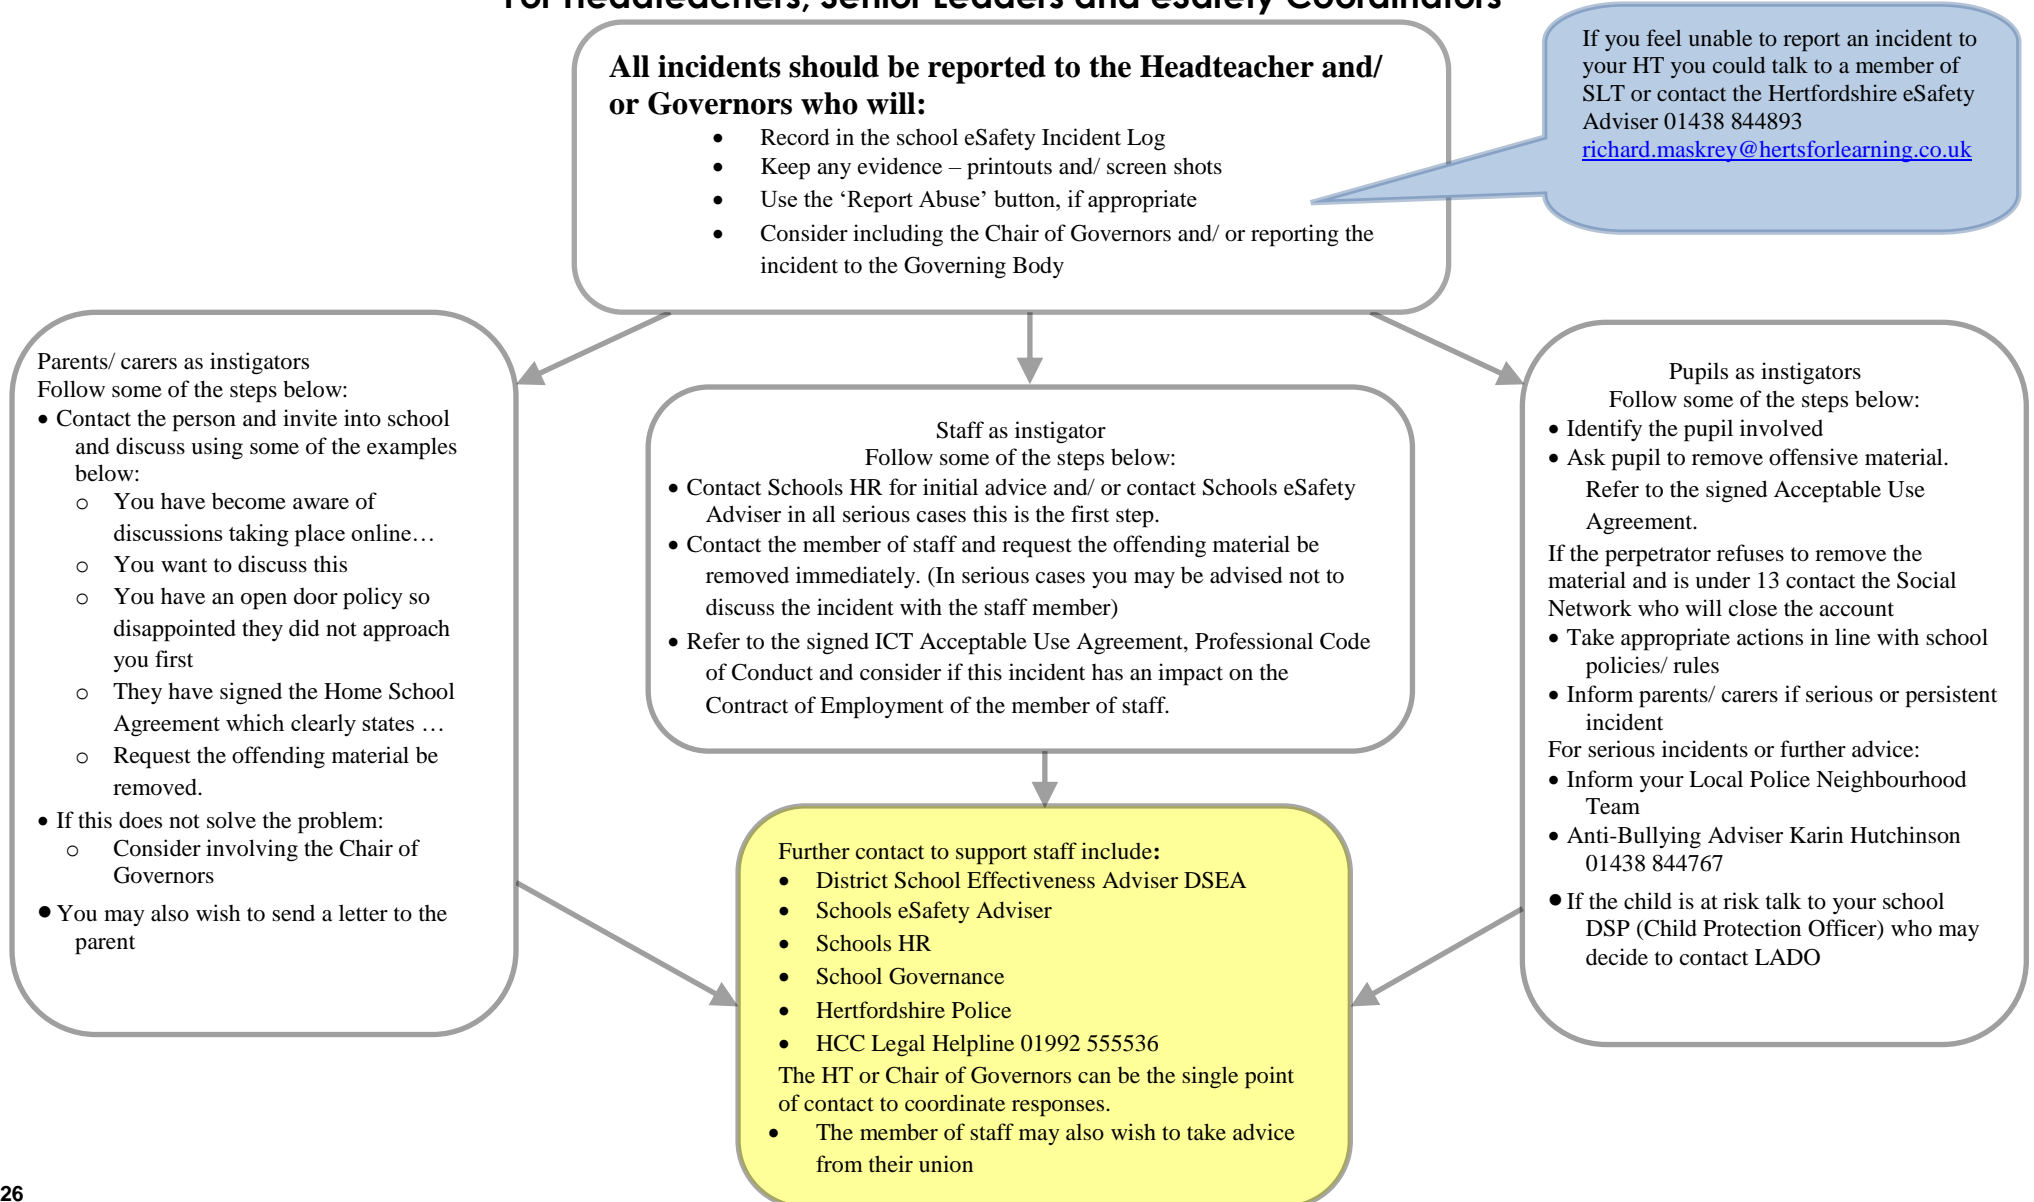 For Headteachers, Senior Leaders and eSafety Coordinators
All incidents should be reported to the Headteacher and/
or Governors who will:
• Record in the school eSafety Incident Log
• Keep any evidence – printouts and/ screen shots
• Use the ‘Report Abuse’ button, if appropriate
• Consider including the Chair of Governors and/ or reporting the
incident to the Governing Body
If you feel unable to report an incident to
your HT you could talk to a member of
SLT or contact the Hertfordshire eSafety
Adviser 01438 844893
richard.maskrey@hertsforlearning.co.uk
Parents/ carers as instigators
Follow some of the steps below:
• Contact the person and invite into school
and discuss using some of the examples
below:
o You have become aware of
discussions taking place online…
o You want to discuss this
o You have an open door policy so
disappointed they did not approach
you first
o They have signed the Home School
Agreement which clearly states …
o Request the offending material be
removed.
• If this does not solve the problem:
o Consider involving the Chair of
Governors
• You may also wish to send a letter to the
parent
Staff as instigator
Follow some of the steps below:
• Contact Schools HR for initial advice and/ or contact Schools eSafety
Adviser in all serious cases this is the first step.
• Contact the member of staff and request the offending material be
removed immediately. (In serious cases you may be advised not to
discuss the incident with the staff member)
• Refer to the signed ICT Acceptable Use Agreement, Professional Code
of Conduct and consider if this incident has an impact on the
Contract of Employment of the member of staff.
Pupils as instigators
Follow some of the steps below:
• Identify the pupil involved
• Ask pupil to remove offensive material.
Refer to the signed Acceptable Use
Agreement.
If the perpetrator refuses to remove the
material and is under 13 contact the Social
Network who will close the account
• Take appropriate actions in line with school
policies/ rules
• Inform parents/ carers if serious or persistent
incident
For serious incidents or further advice:
• Inform your Local Police Neighbourhood
Team
• Anti-Bullying Adviser Karin Hutchinson
01438 844767
• If the child is at risk talk to your school
DSP (Child Protection Officer) who may
decide to contact LADO
Further contact to support staff include:
• District School Effectiveness Adviser DSEA
• Schools eSafety Adviser
• Schools HR
• School Governance
• Hertfordshire Police
• HCC Legal Helpline 01992 555536
The HT or Chair of Governors can be the single point
of contact to coordinate responses.
• The member of staff may also wish to take advice
from their union
26